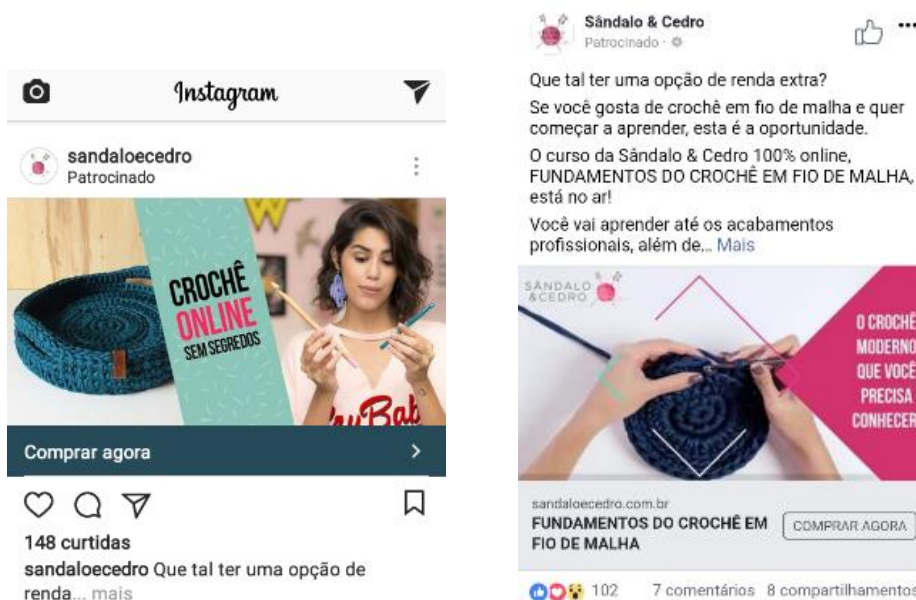 Instagram
sandaloecedro
Patrocinado
CROCHÊ
ONLINE
SEM SEGREDOS
Cry Bab
Comprar agora
148 curtidas
sandaloecedro Que tal ter uma opção de
renda... mais
Sândalo & Cedro
Patrocinado ·
Que tal ter uma opção de renda extra?
Se você gosta de crochê em fio de malha e quer
começar a aprender, esta é a oportunidade.
O curso da Sândalo & Cedro 100% online,
FUNDAMENTOS DO CROCHÊ EM FIO DE MALHA,
está no ar!
Você vai aprender até os acabamentos
profissionais, além de... Mais
SÂNDALO
&CEDRO
O CROCHÊ
MODERNO
QUE VOCÊ
PRECISA
CONHECER
sandaloecedro.com.br
FUNDAMENTOS DO CROCHÊ EM
FIO DE MALHA
COMPRAR AGORA
102 7 comentários 8 compartilhamentos